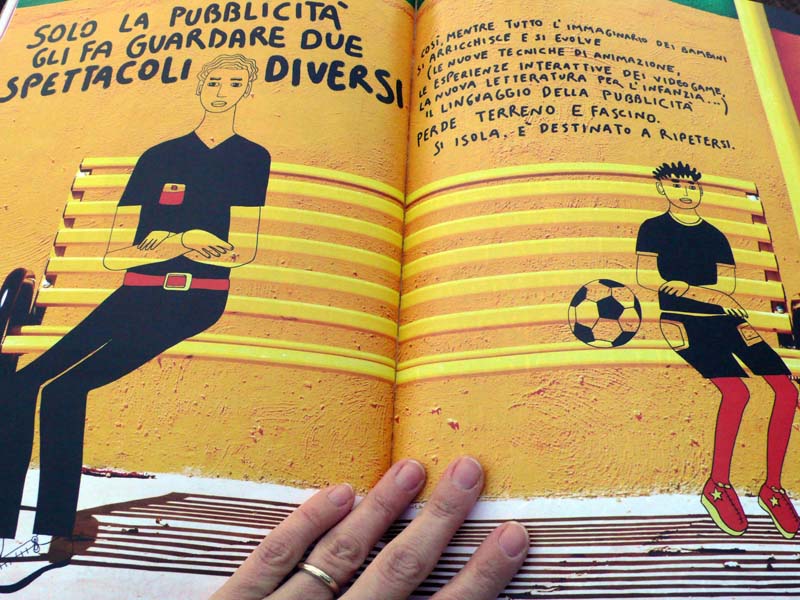 SOLO LA PUBBLICITÀ
GLI FA GUARDARE DUE
SPETTACOLI DIVERSI
COSÌ, MENTRE TUTTO L'IMMAGINARIO DEI BAMBINI
SI ARRICCHISCE E SI EVOLVE
(LE NUOVE TECNICHE DI ANIMAZIONE,
LE ESPERIENZE INTERATTIVE DEI VIDEOGAME,
LA NUOVA LETTERATURA PER L'INFANZIA...)
IL LINGUAGGIO DELLA PUBBLICITÀ
PERDE TERRENO E FASCINO.
SI ISOLA, È DESTINATO A RIPETERSI.